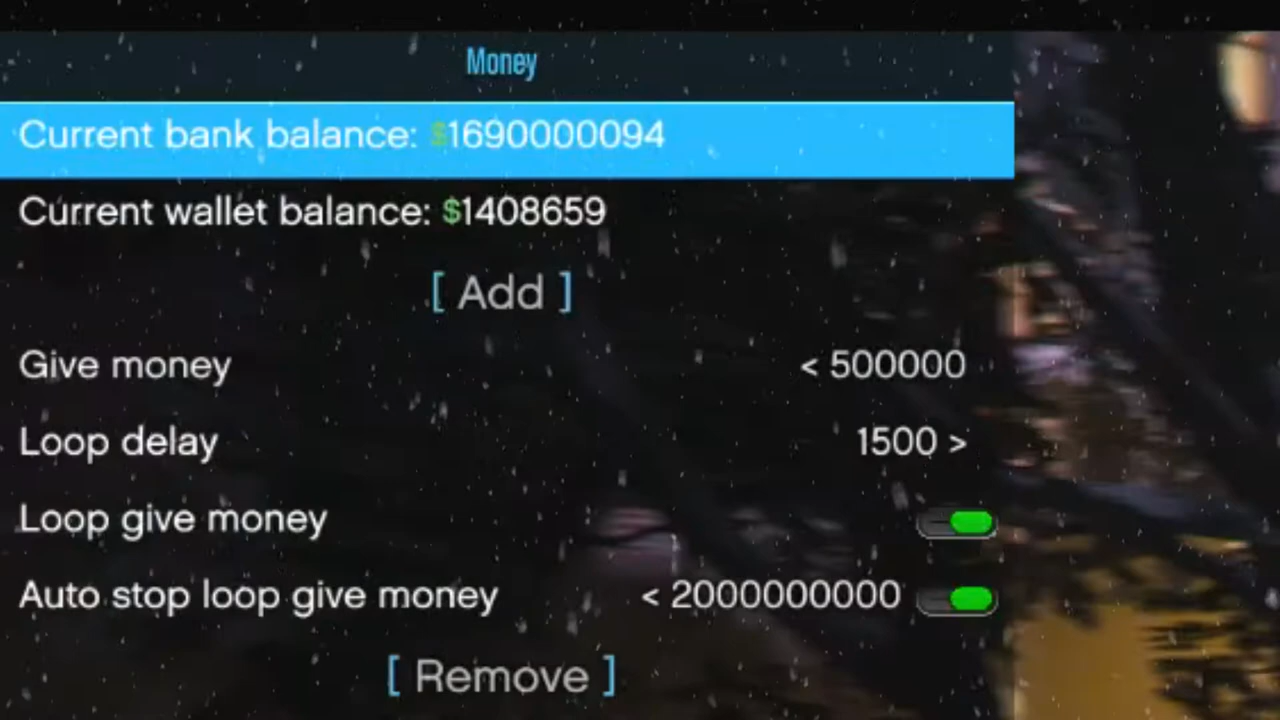 Money
Current bank balance: $1690000094
Current wallet balance: $1408659
[ Add ]
Give money < 500000
Loop delay 1500 >
Loop give money
Auto stop loop give money < 2000000000
[ Remove ]